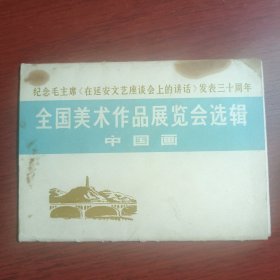 纪念毛主席《在延安文艺座谈会上的讲话》发表三十周年
全国美术作品展览会选辑
中国画